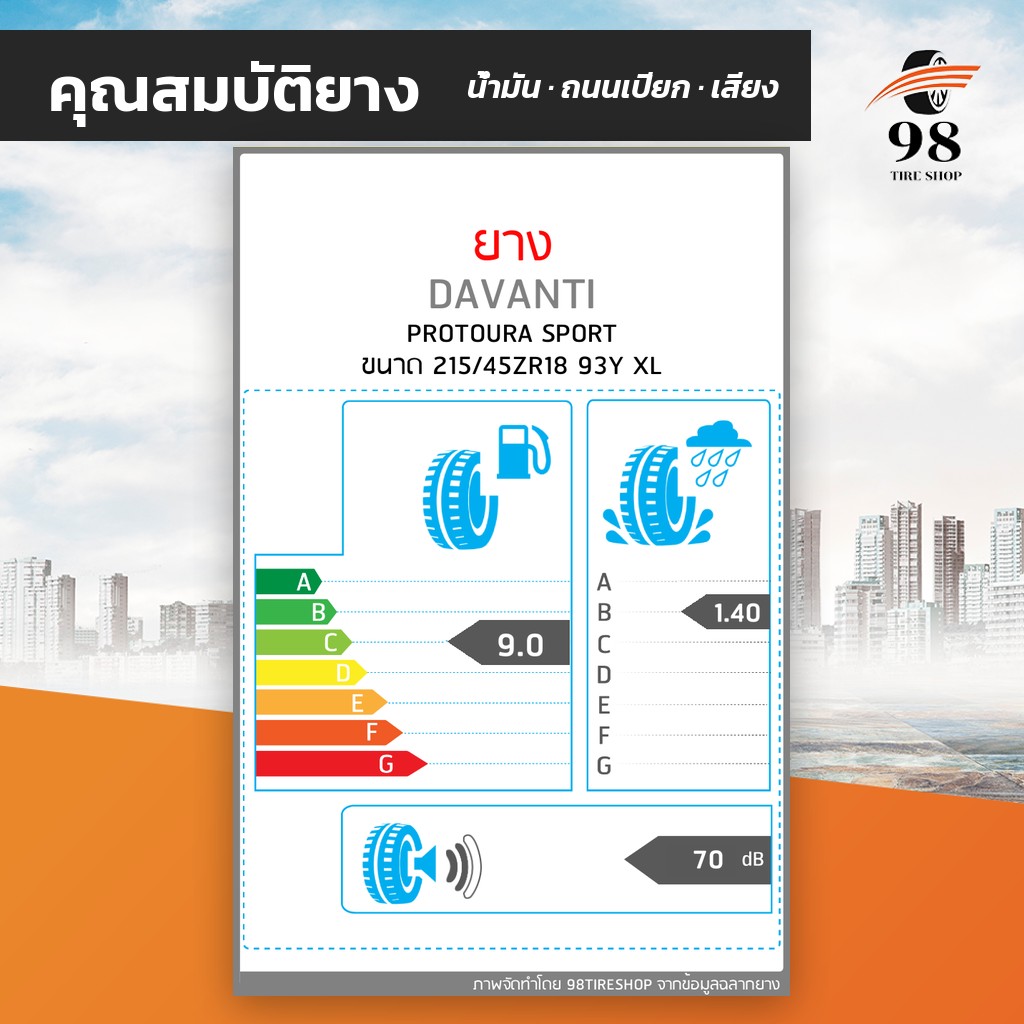 คุณสมบัติยาง
น้ำมัน · ถนนเปียก · เสียง
98
TIRE SHOP
ยาง
DAVANTI
PROTOURA SPORT
ขนาด 215/45ZR18 93Y XL
A
B
C
D
E
F
G
9.0
A
B
C
D
E
F
G
1.40
70 dB
ภาพจัดทำโดย 98TIRESHOP จากข้อมูลฉลากยาง